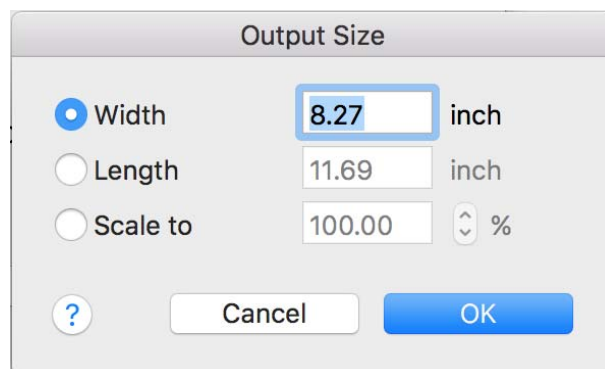 Output Size
Width 8.27 inch
Length 11.69 inch
Scale to 100.00 %
? Cancel OK